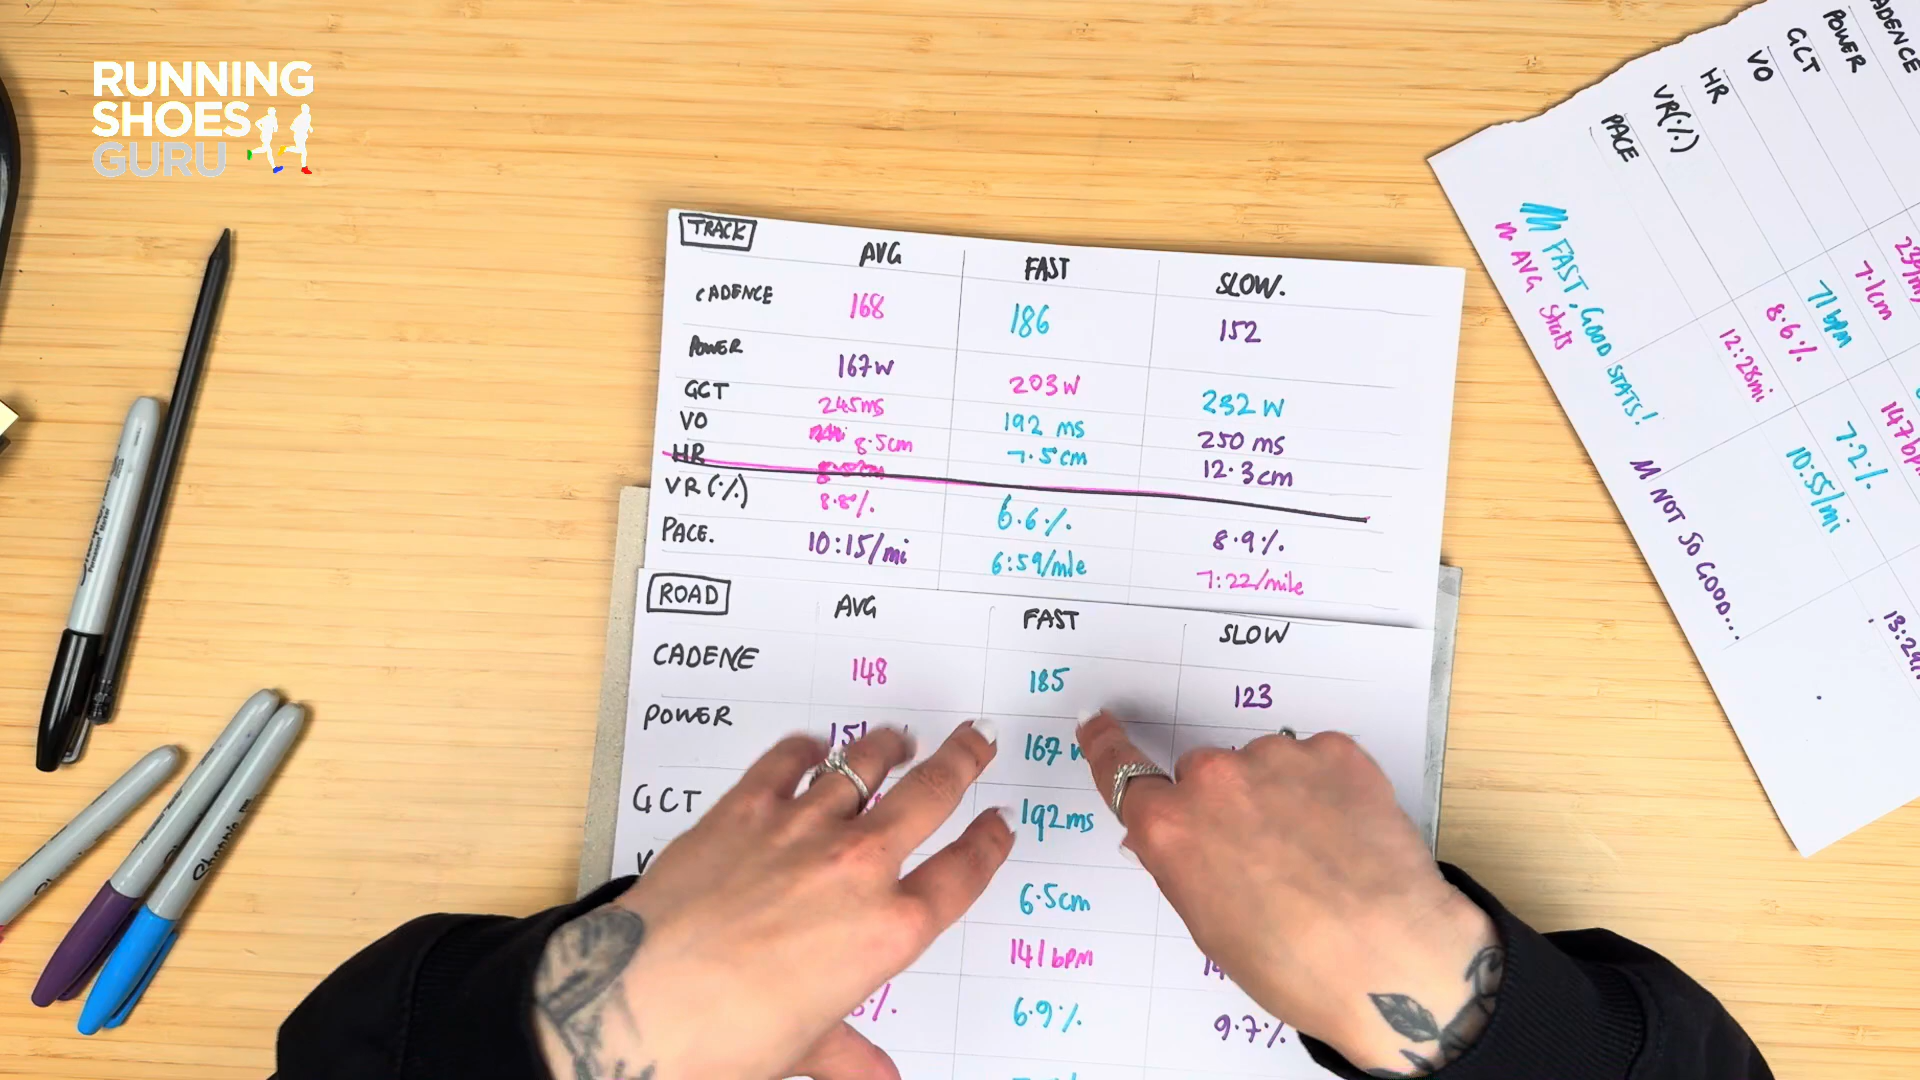 RUNNING
SHOES
GURU
TRACK
AVG FAST SLOW.
CADENCE 168 186 152
POWER 167W 203W 232W
GCT 245ms 192 ms 250 ms
VO 8.5cm 7.5cm 12.3cm
HR
VR(%) 8.8% 6.6% 8.9%
PACE. 10:15/mi 6:59/mile 7:22/mile
ROAD
AVG FAST SLOW
CADENE 148 185 123
POWER 151 167 W
GCT 192ms
6.5cm
141bpm
6.9% 9.7%
POWER
GCT
VO
HR
VR(%)
PACE
7.1cm
71bpm
8.6%
12:28mi
7.2%
10:55/mi
M FAST, GOOD STATS!
M AVG Stats
M NOT SO GOOD...